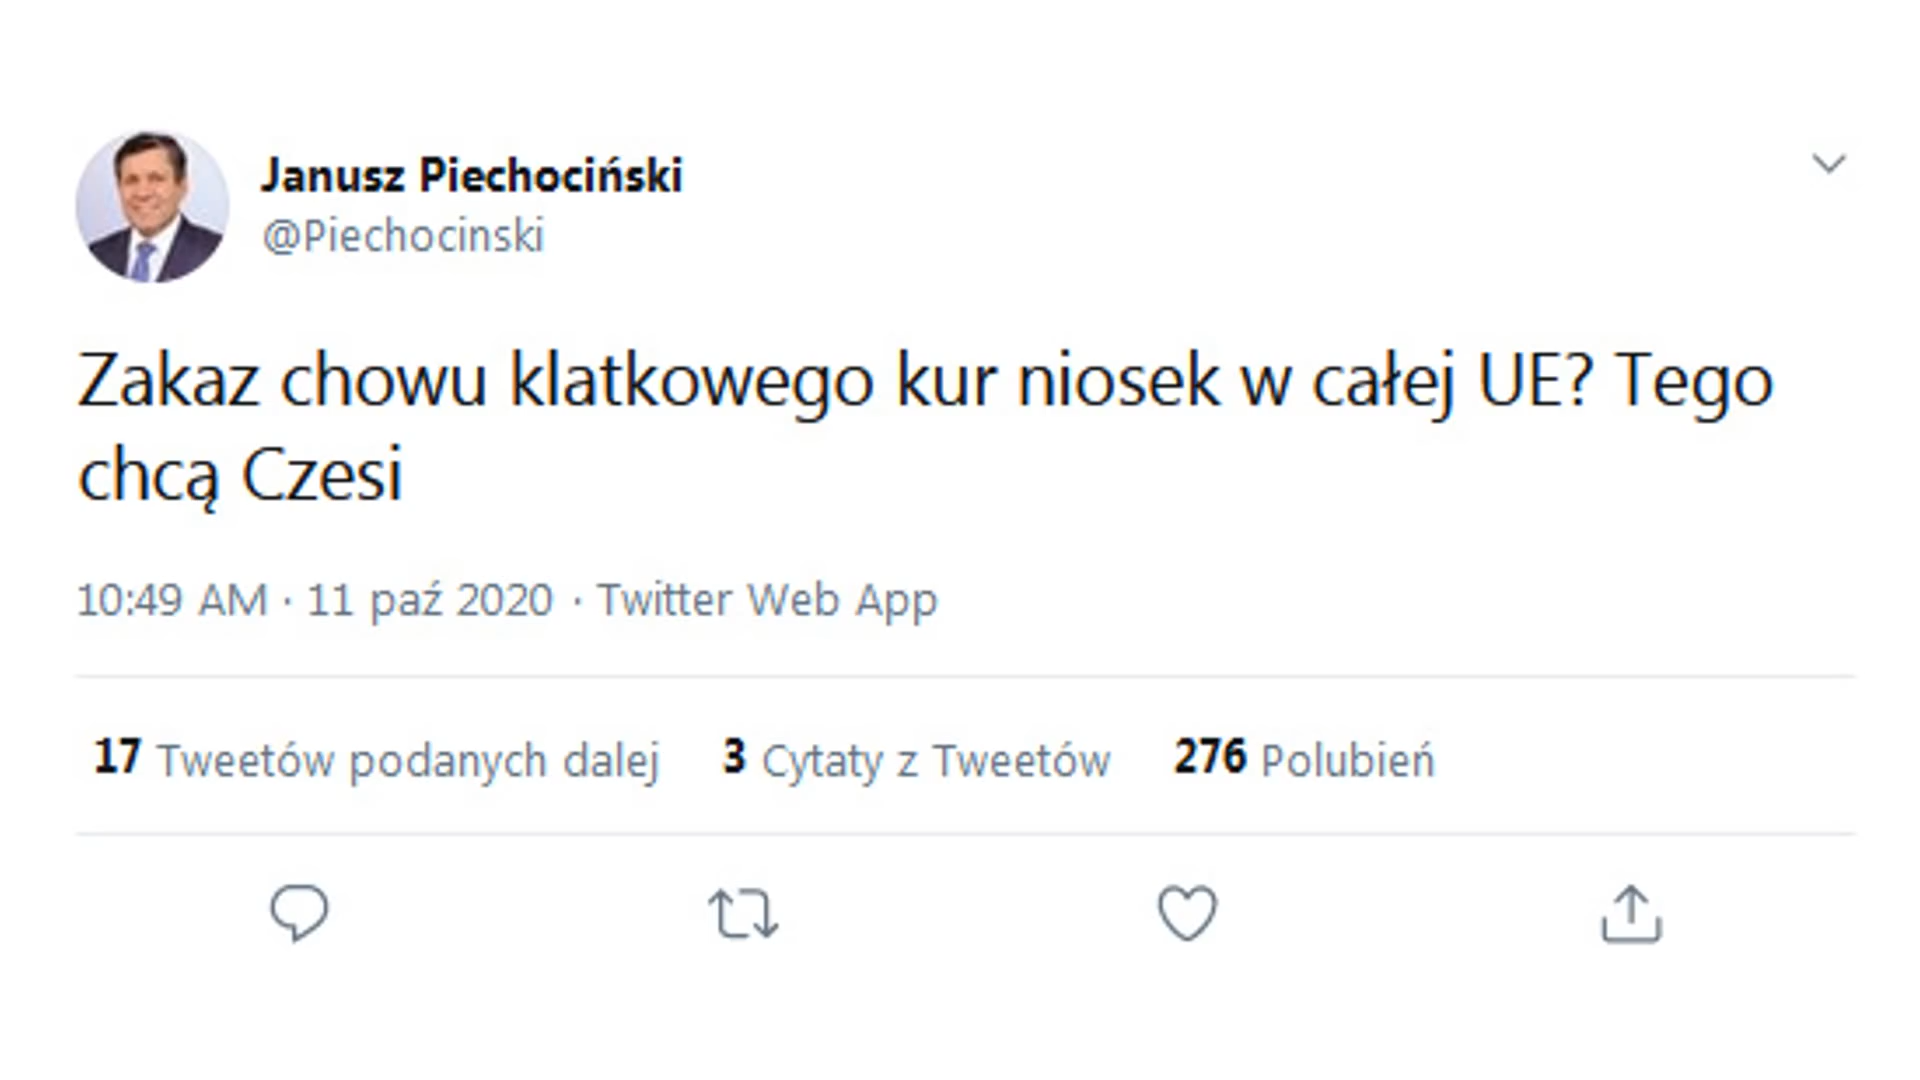 Janusz Piechociński
@Piechocinski
Zakaz chowu klatkowego kur niosek w całej UE? Tego
chcą Czesi
10:49 AM · 11 paź 2020 · Twitter Web App
17 Tweetów podanych dalej 3 Cytaty z Tweetów 276 Polubień